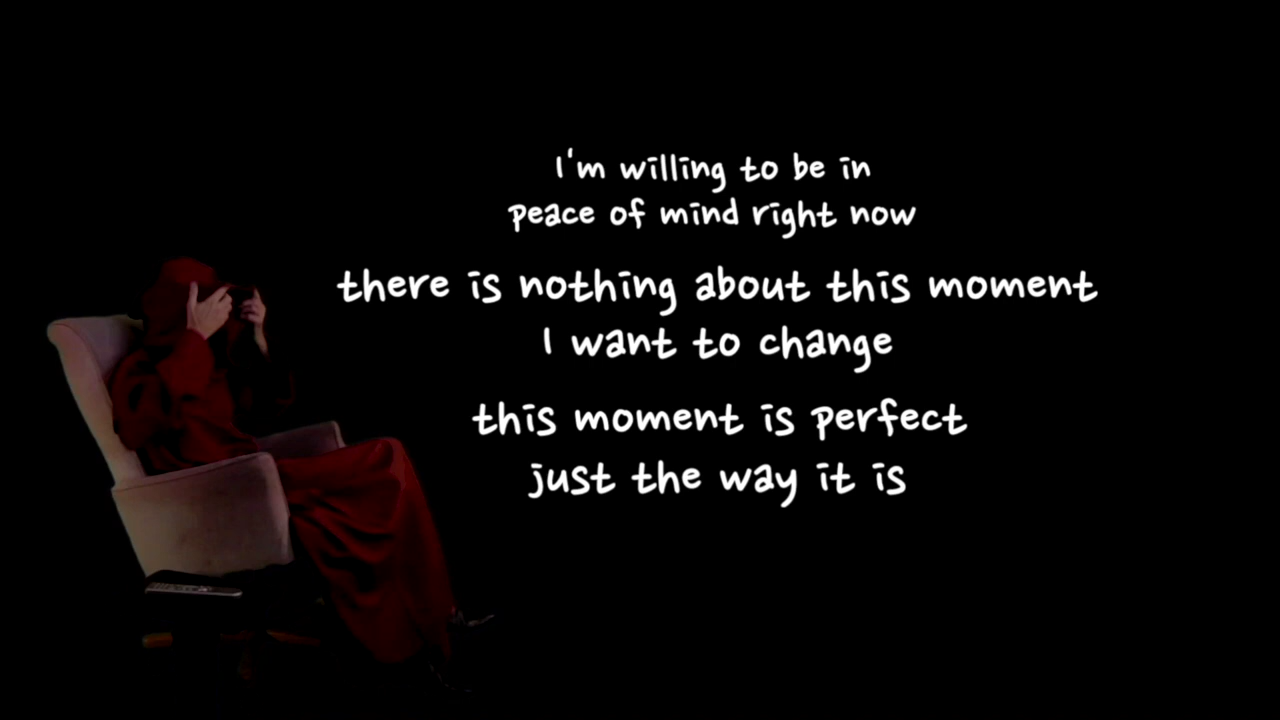 I'm willing to be in
peace of mind right now
there is nothing about this moment
I want to change
this moment is perfect
just the way it is